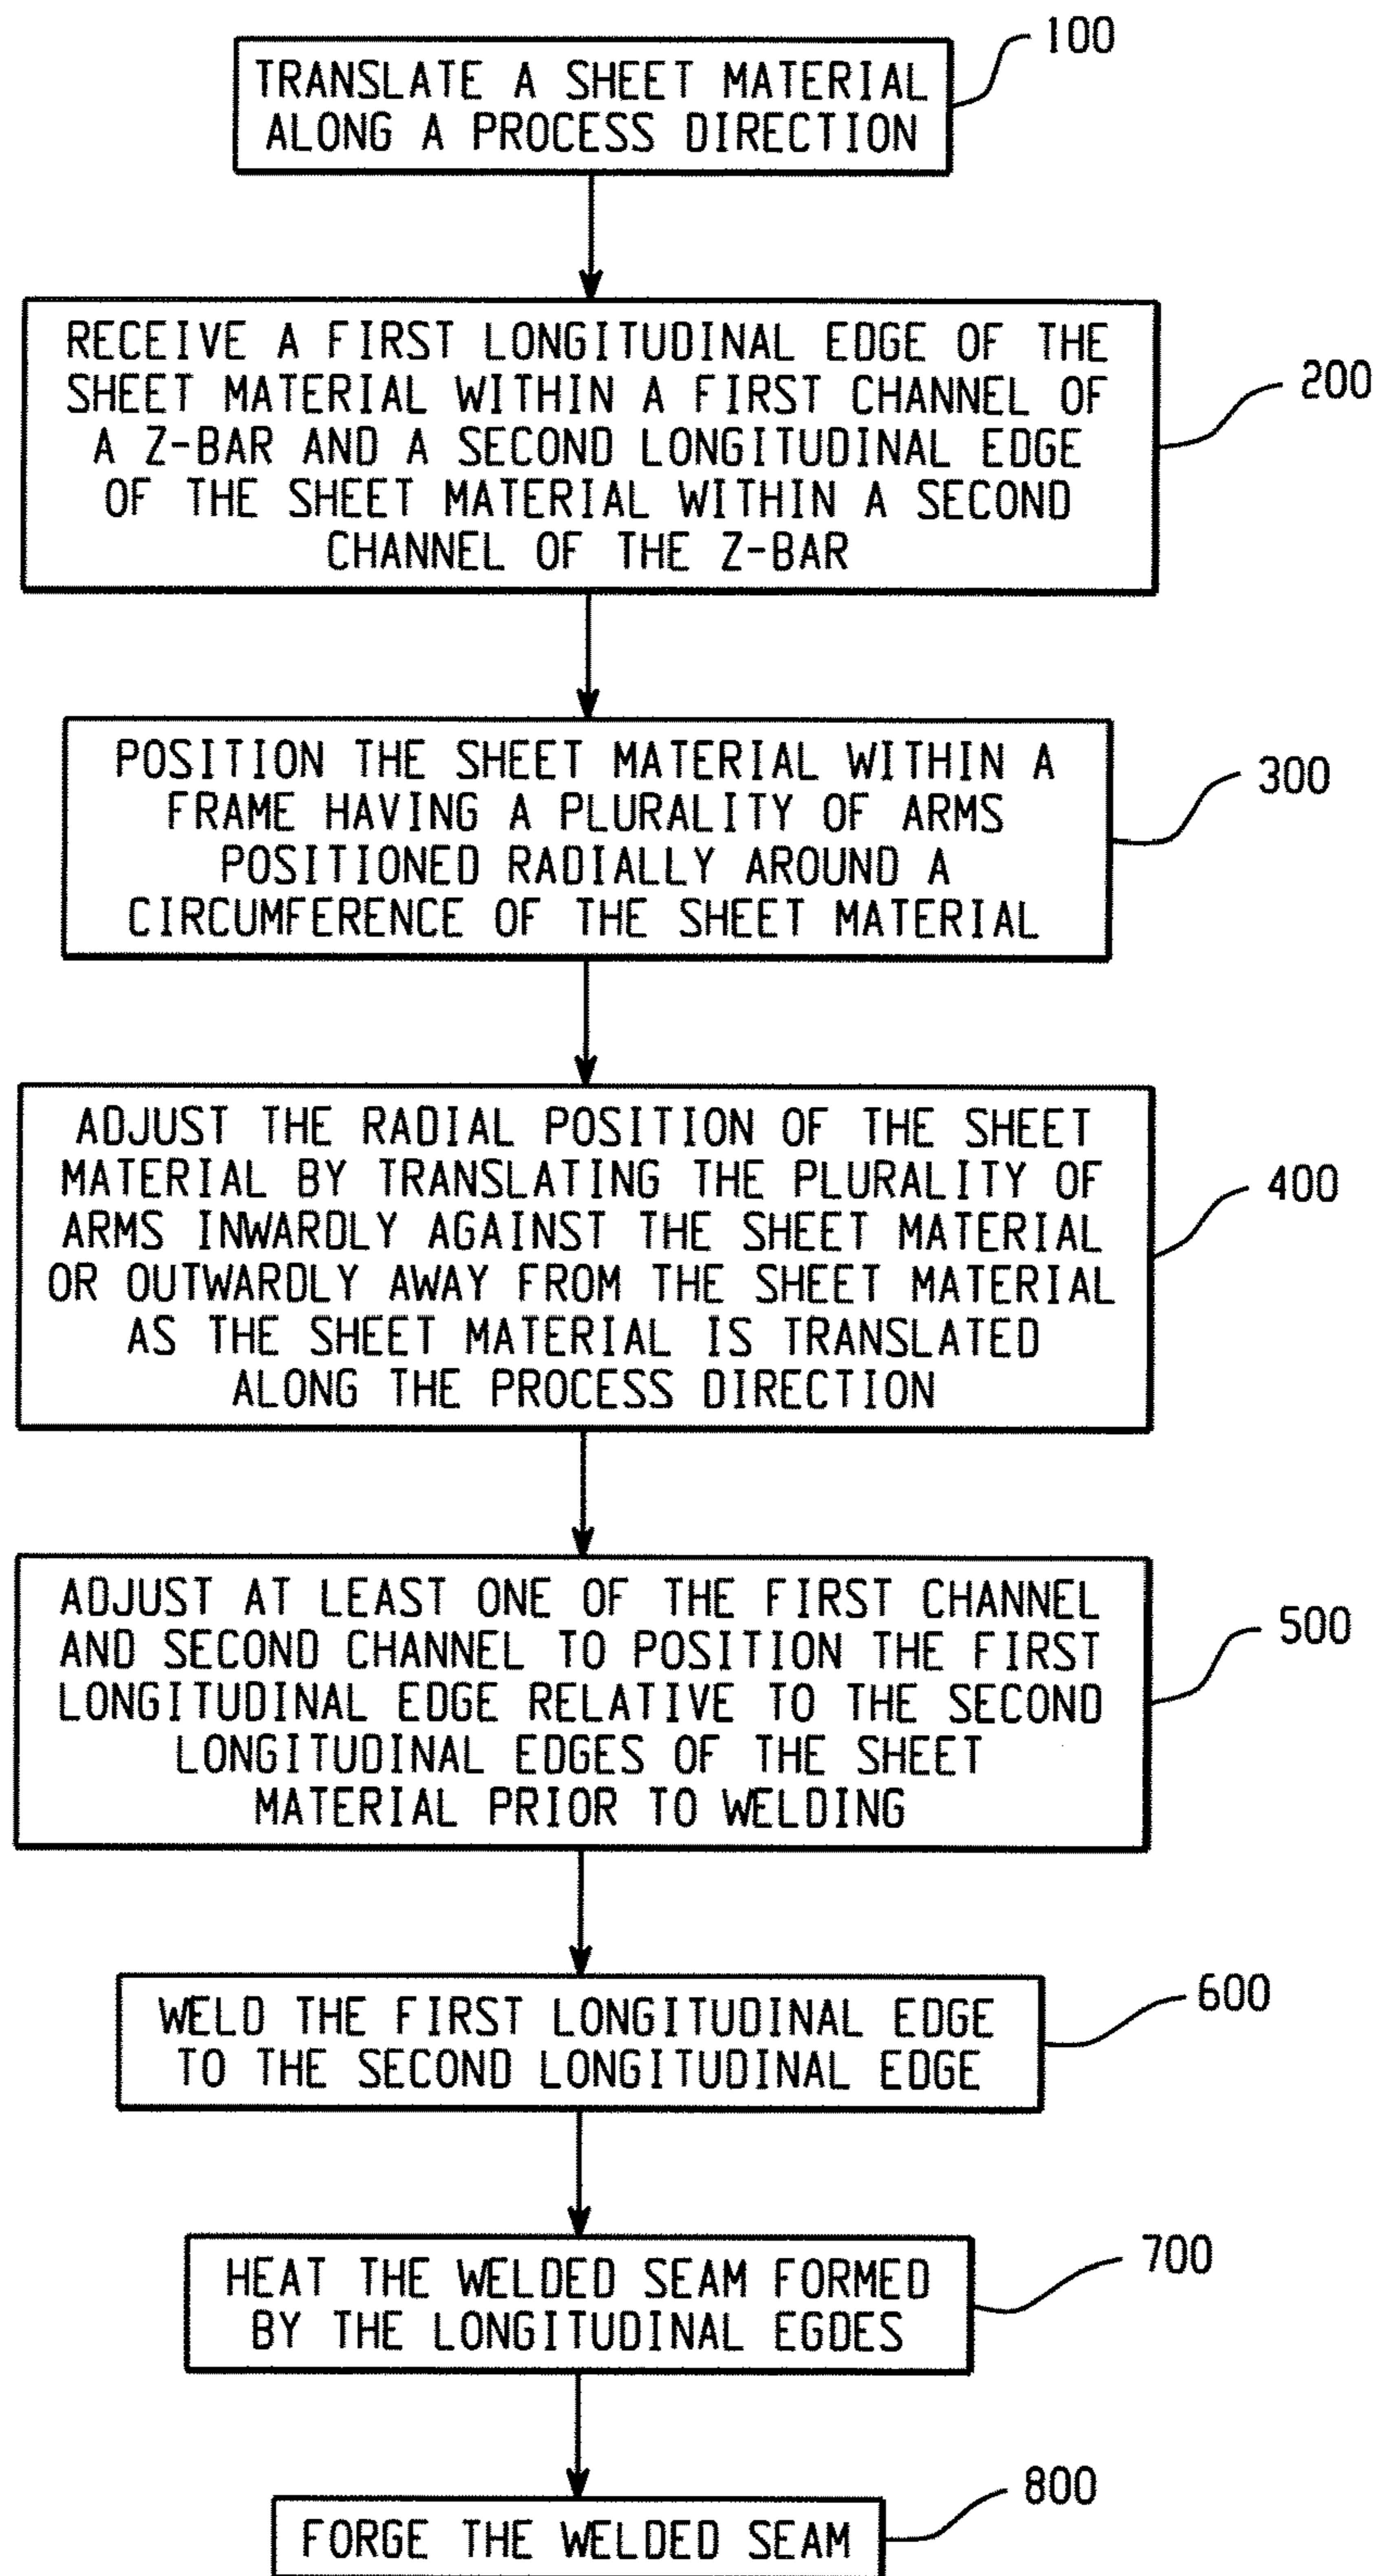 100
TRANSLATE A SHEET MATERIAL
ALONG A PROCESS DIRECTION
200
RECEIVE A FIRST LONGITUDINAL EDGE OF THE
SHEET MATERIAL WITHIN A FIRST CHANNEL OF
A Z-BAR AND A SECOND LONGITUDINAL EDGE
OF THE SHEET MATERIAL WITHIN A SECOND
CHANNEL OF THE Z-BAR
300
POSITION THE SHEET MATERIAL WITHIN A
FRAME HAVING A PLURALITY OF ARMS
POSITIONED RADIALLY AROUND A
CIRCUMFERENCE OF THE SHEET MATERIAL
400
ADJUST THE RADIAL POSITION OF THE SHEET
MATERIAL BY TRANSLATING THE PLURALITY OF
ARMS INWARDLY AGAINST THE SHEET MATERIAL
OR OUTWARDLY AWAY FROM THE SHEET MATERIAL
AS THE SHEET MATERIAL IS TRANSLATED
ALONG THE PROCESS DIRECTION
500
ADJUST AT LEAST ONE OF THE FIRST CHANNEL
AND SECOND CHANNEL TO POSITION THE FIRST
LONGITUDINAL EDGE RELATIVE TO THE SECOND
LONGITUDINAL EDGES OF THE SHEET
MATERIAL PRIOR TO WELDING
600
WELD THE FIRST LONGITUDINAL EDGE
TO THE SECOND LONGITUDINAL EDGE
700
HEAT THE WELDED SEAM FORMED
BY THE LONGITUDINAL EGDES
800
FORGE THE WELDED SEAM